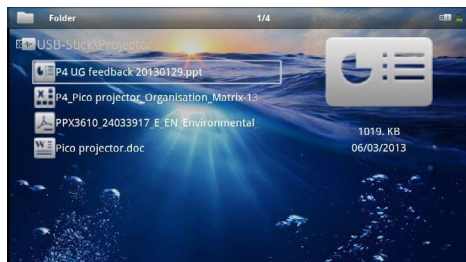 Folder 1/4
USB-Stick\Projector
P4 UG feedback 20130129.ppt
P4_Pico projector_Organisation_Matrix-13
PPX3610_24033917_E_EN_Environmental_
Pico projector.doc
1019. KB
06/03/2013